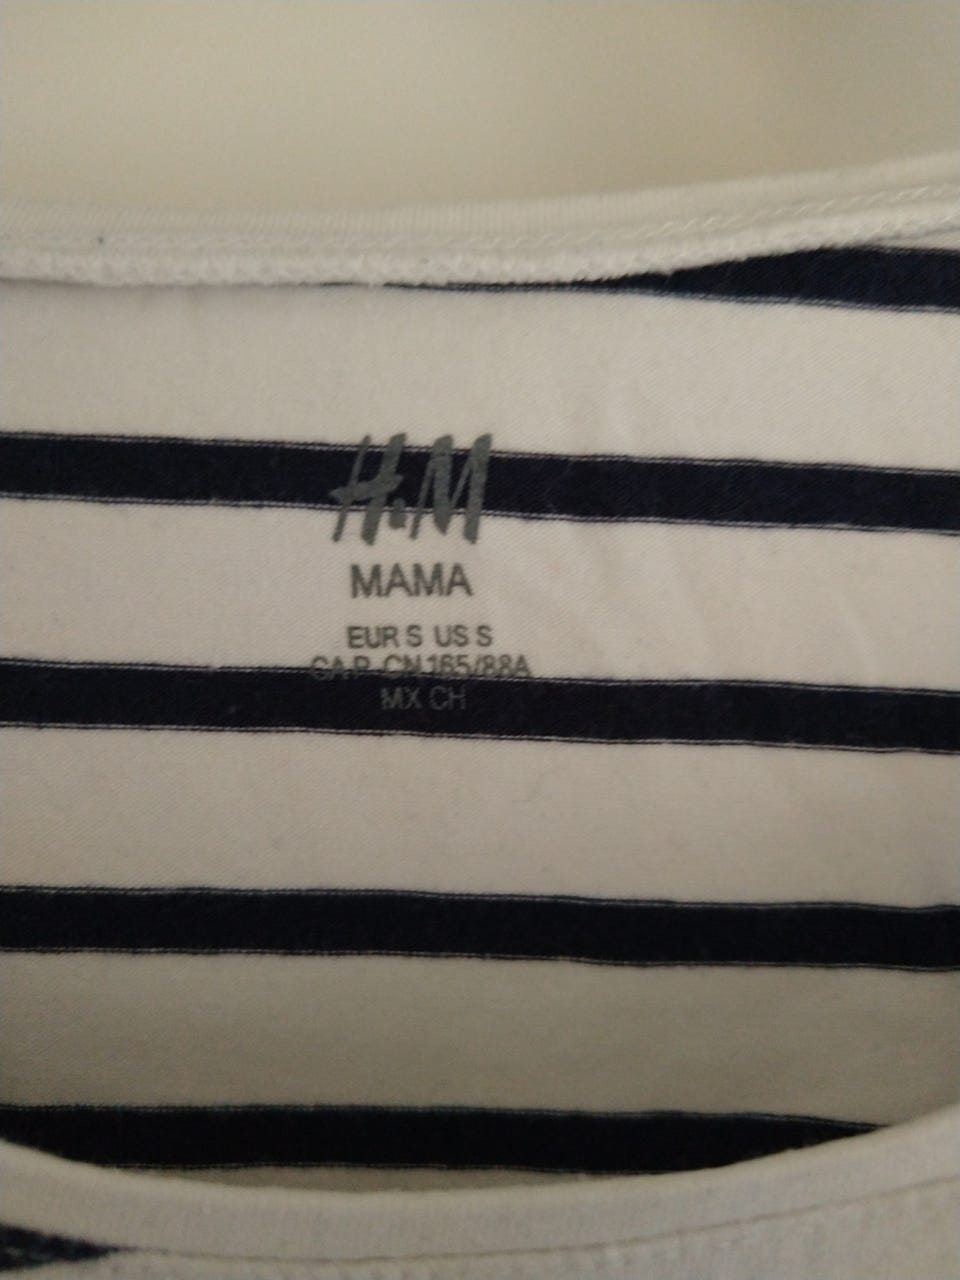 H&M
MAMA
EUR S US S
CA P CN 165/88A
MX CH